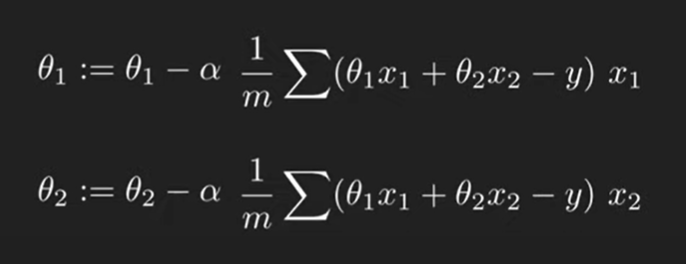 θ₁ := θ₁ − α 1/m ∑(θ₁x₁ + θ₂x₂ − y) x₁
θ₂ := θ₂ − α 1/m ∑(θ₁x₁ + θ₂x₂ − y) x₂